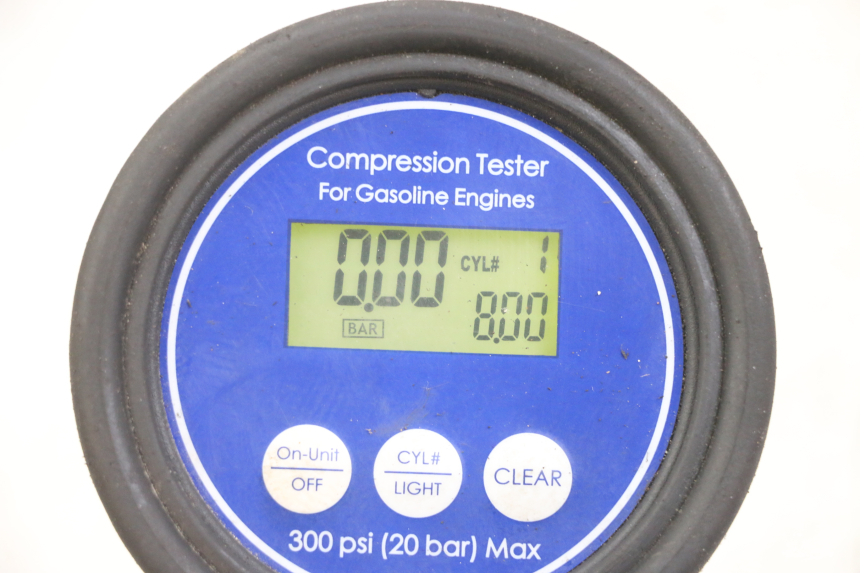 Compression Tester
For Gasoline Engines
0.00 CYL# 1
BAR 8.00
On-Unit CYL# CLEAR
OFF LIGHT
300 psi (20 bar) Max